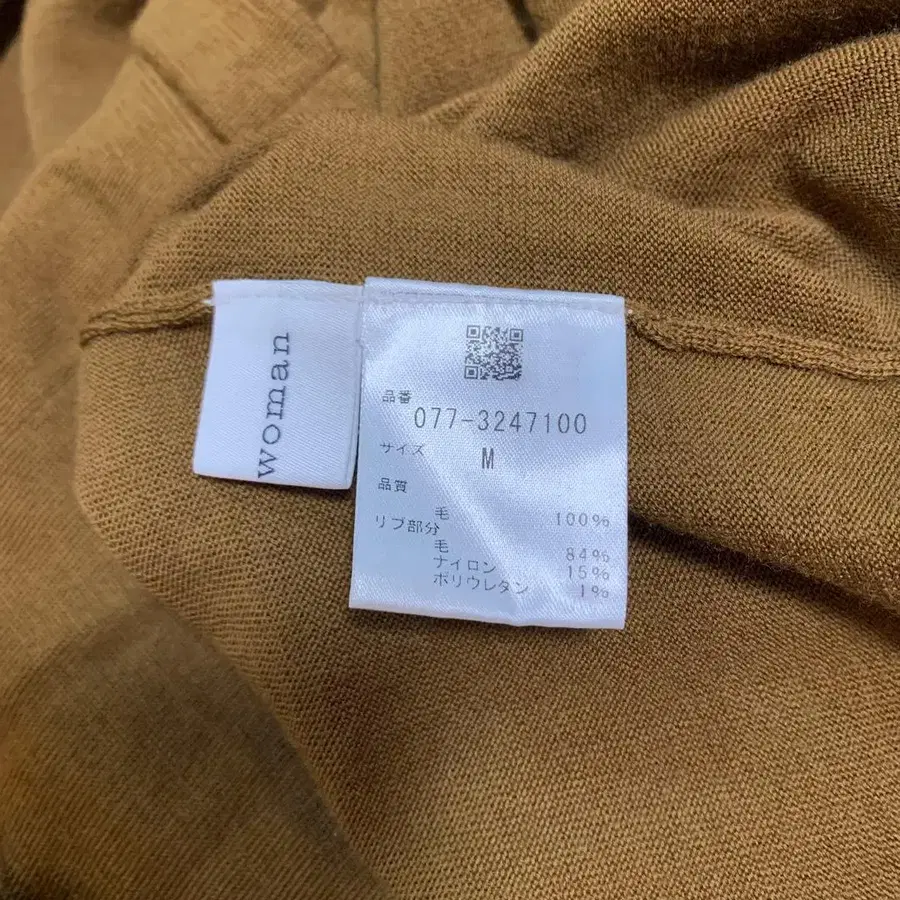 woman
品番
077-3247100
サイズ M
品質
毛 100%
リブ部分
毛 84%
ナイロン 15%
ポリウレタン 1%